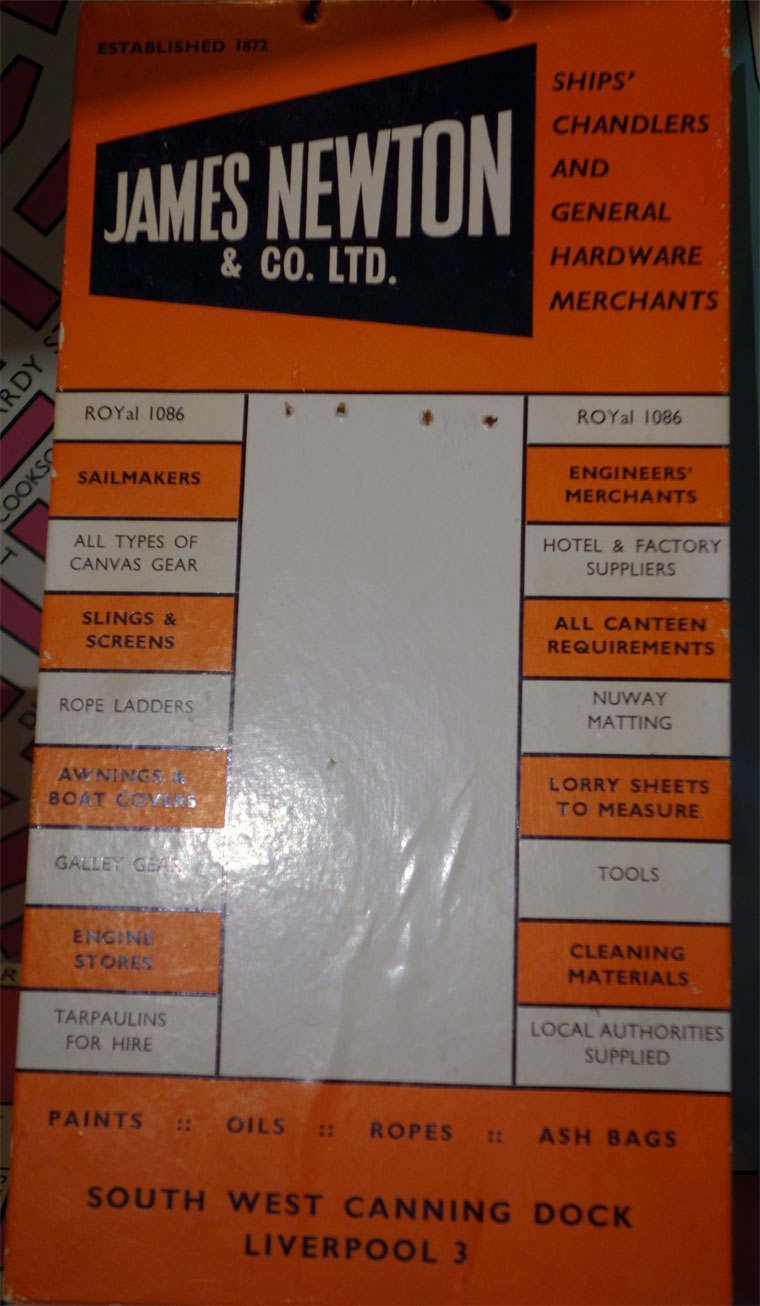 ESTABLISHED 1872
JAMES NEWTON
& CO. LTD.
SHIPS'
CHANDLERS
AND
GENERAL
HARDWARE
MERCHANTS
ROYal 1086
SAILMAKERS
ALL TYPES OF
CANVAS GEAR
SLINGS &
SCREENS
ROPE LADDERS
AWNINGS &
BOAT COVERS
GALLEY GEAR
ENGINE
STORES
TARPAULINS
FOR HIRE
ROYal 1086
ENGINEERS'
MERCHANTS
HOTEL & FACTORY
SUPPLIERS
ALL CANTEEN
REQUIREMENTS
NUWAY
MATTING
LORRY SHEETS
TO MEASURE
TOOLS
CLEANING
MATERIALS
LOCAL AUTHORITIES
SUPPLIED
PAINTS :: OILS :: ROPES :: ASH BAGS
SOUTH WEST CANNING DOCK
LIVERPOOL 3